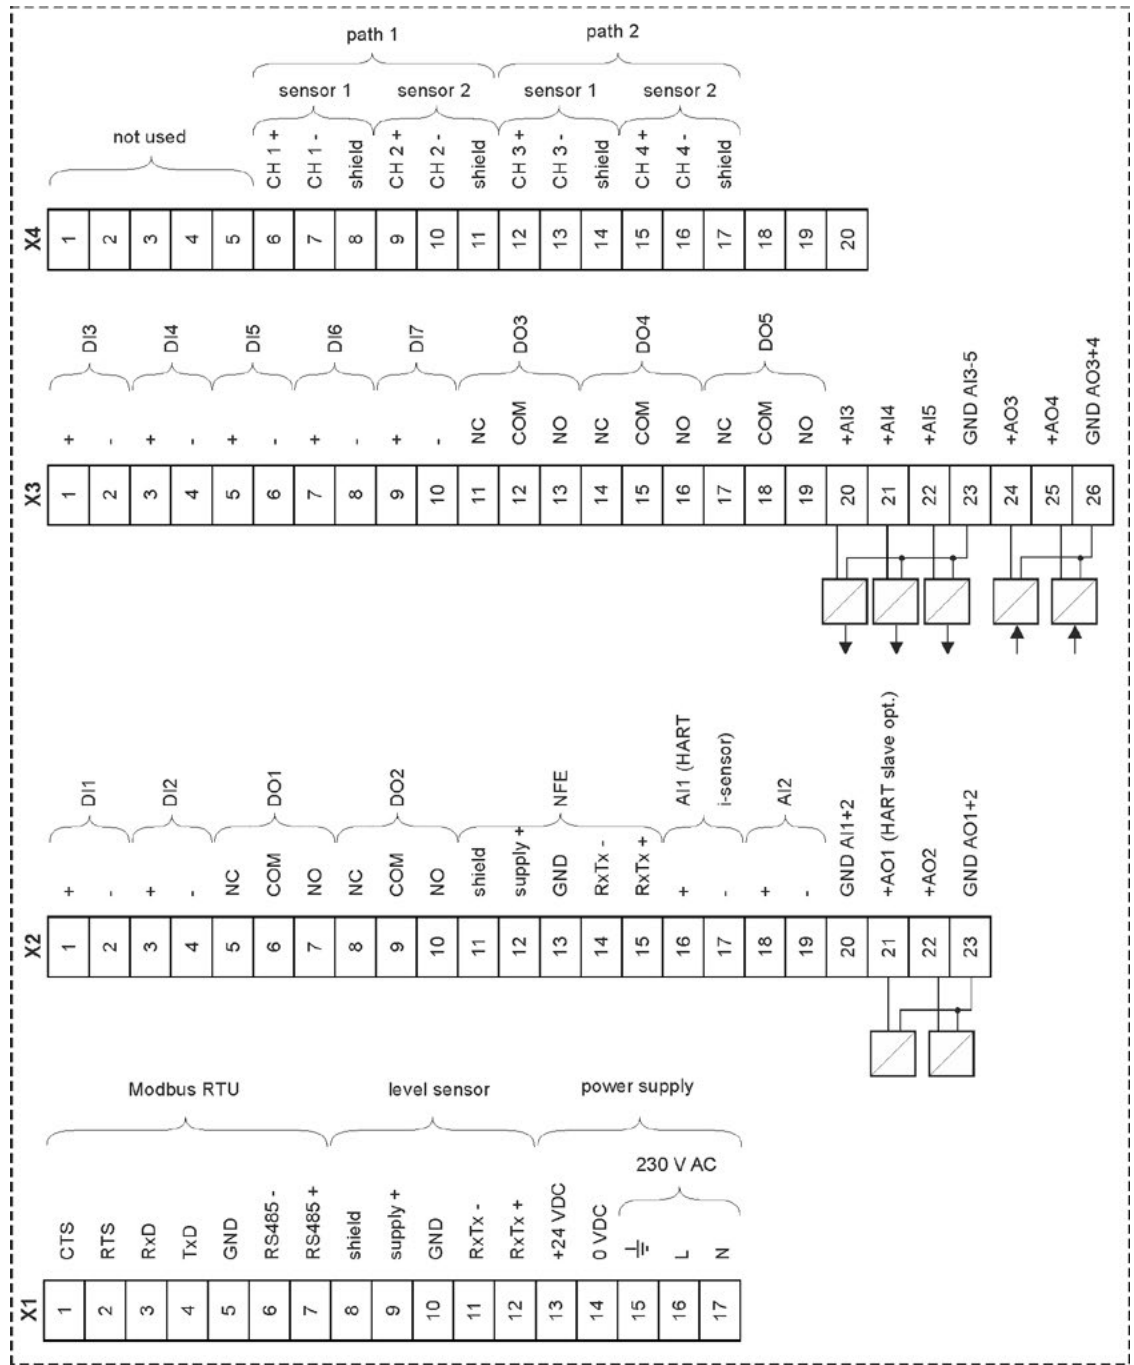 path 1
path 2
sensor 1
sensor 2
sensor 1
sensor 2
not used
CH 1 +
CH 1 -
shield
CH 2 +
CH 2 -
shield
CH 3 +
CH 3 -
shield
CH 4 +
CH 4 -
shield
X4
1 2 3 4 5 6 7 8 9 10 11 12 13 14 15 16 17 18 19 20
DI3
DI4
DI5
DI6
DI7
DO3
DO4
DO5
+
-
+
-
+
-
+
-
+
-
NC
COM
NO
NC
COM
NO
NC
COM
NO
+AI3
+AI4
+AI5
GND AI3-5
+AO3
+AO4
GND AO3+4
X3
1 2 3 4 5 6 7 8 9 10 11 12 13 14 15 16 17 18 19 20 21 22 23 24 25 26
DI1
DI2
DO1
DO2
NFE
AI1 (HART
i-sensor)
AI2
+
-
+
-
NC
COM
NO
NC
COM
NO
shield
supply +
GND
RxTx -
RxTx +
+
-
+
-
GND AI1+2
+AO1 (HART slave opt.)
+AO2
GND AO1+2
X2
1 2 3 4 5 6 7 8 9 10 11 12 13 14 15 16 17 18 19 20 21 22 23
Modbus RTU
level sensor
power supply
230 V AC
CTS
RTS
RxD
TxD
GND
RS485 -
RS485 +
shield
supply +
GND
RxTx -
RxTx +
+24 VDC
0 VDC
L
N
X1
1 2 3 4 5 6 7 8 9 10 11 12 13 14 15 16 17